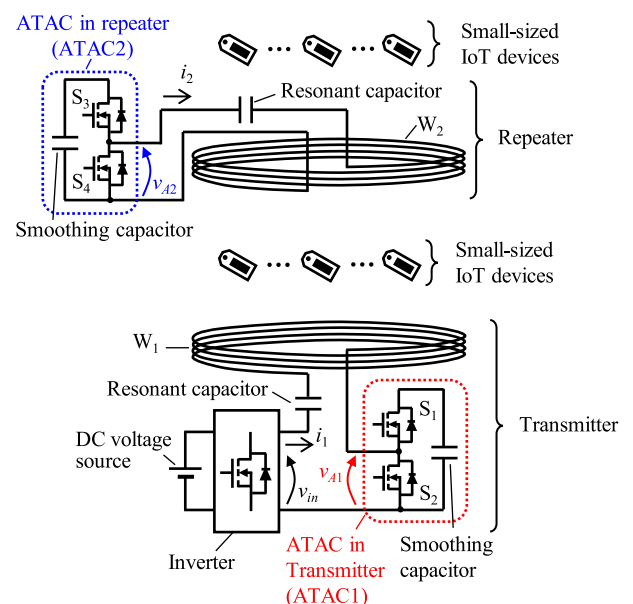 ATAC in repeater
(ATAC2)
Small-sized
IoT devices
i2
S3
Resonant capacitor
W2
Repeater
S4
vA2
Smoothing capacitor
Small-sized
IoT devices
W1
Resonant capacitor
S1
Transmitter
DC voltage
source
i1
vin
vA1
S2
Inverter
ATAC in
Transmitter
(ATAC1)
Smoothing
capacitor